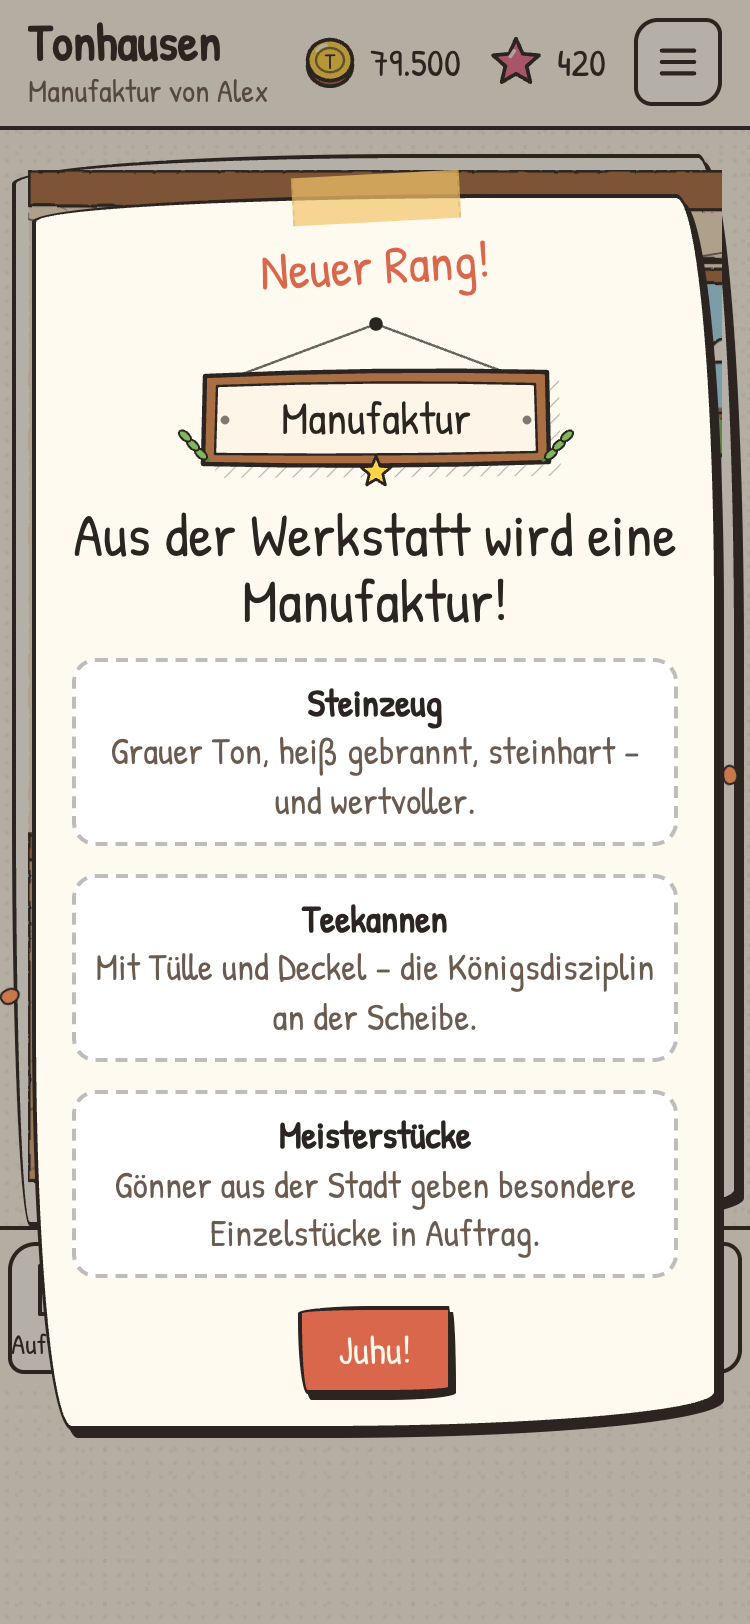 Tonhausen
Manufaktur von Alex
T
79.500
420
Neuer Rang!
Manufaktur
Aus der Werkstatt wird eine
Manufaktur!
Steinzeug
Grauer Ton, heiß gebrannt, steinhart –
und wertvoller.
Teekannen
Mit Tülle und Deckel – die Königsdisziplin
an der Scheibe.
Meisterstücke
Gönner aus der Stadt geben besondere
Einzelstücke in Auftrag.
Auf
Juhu!